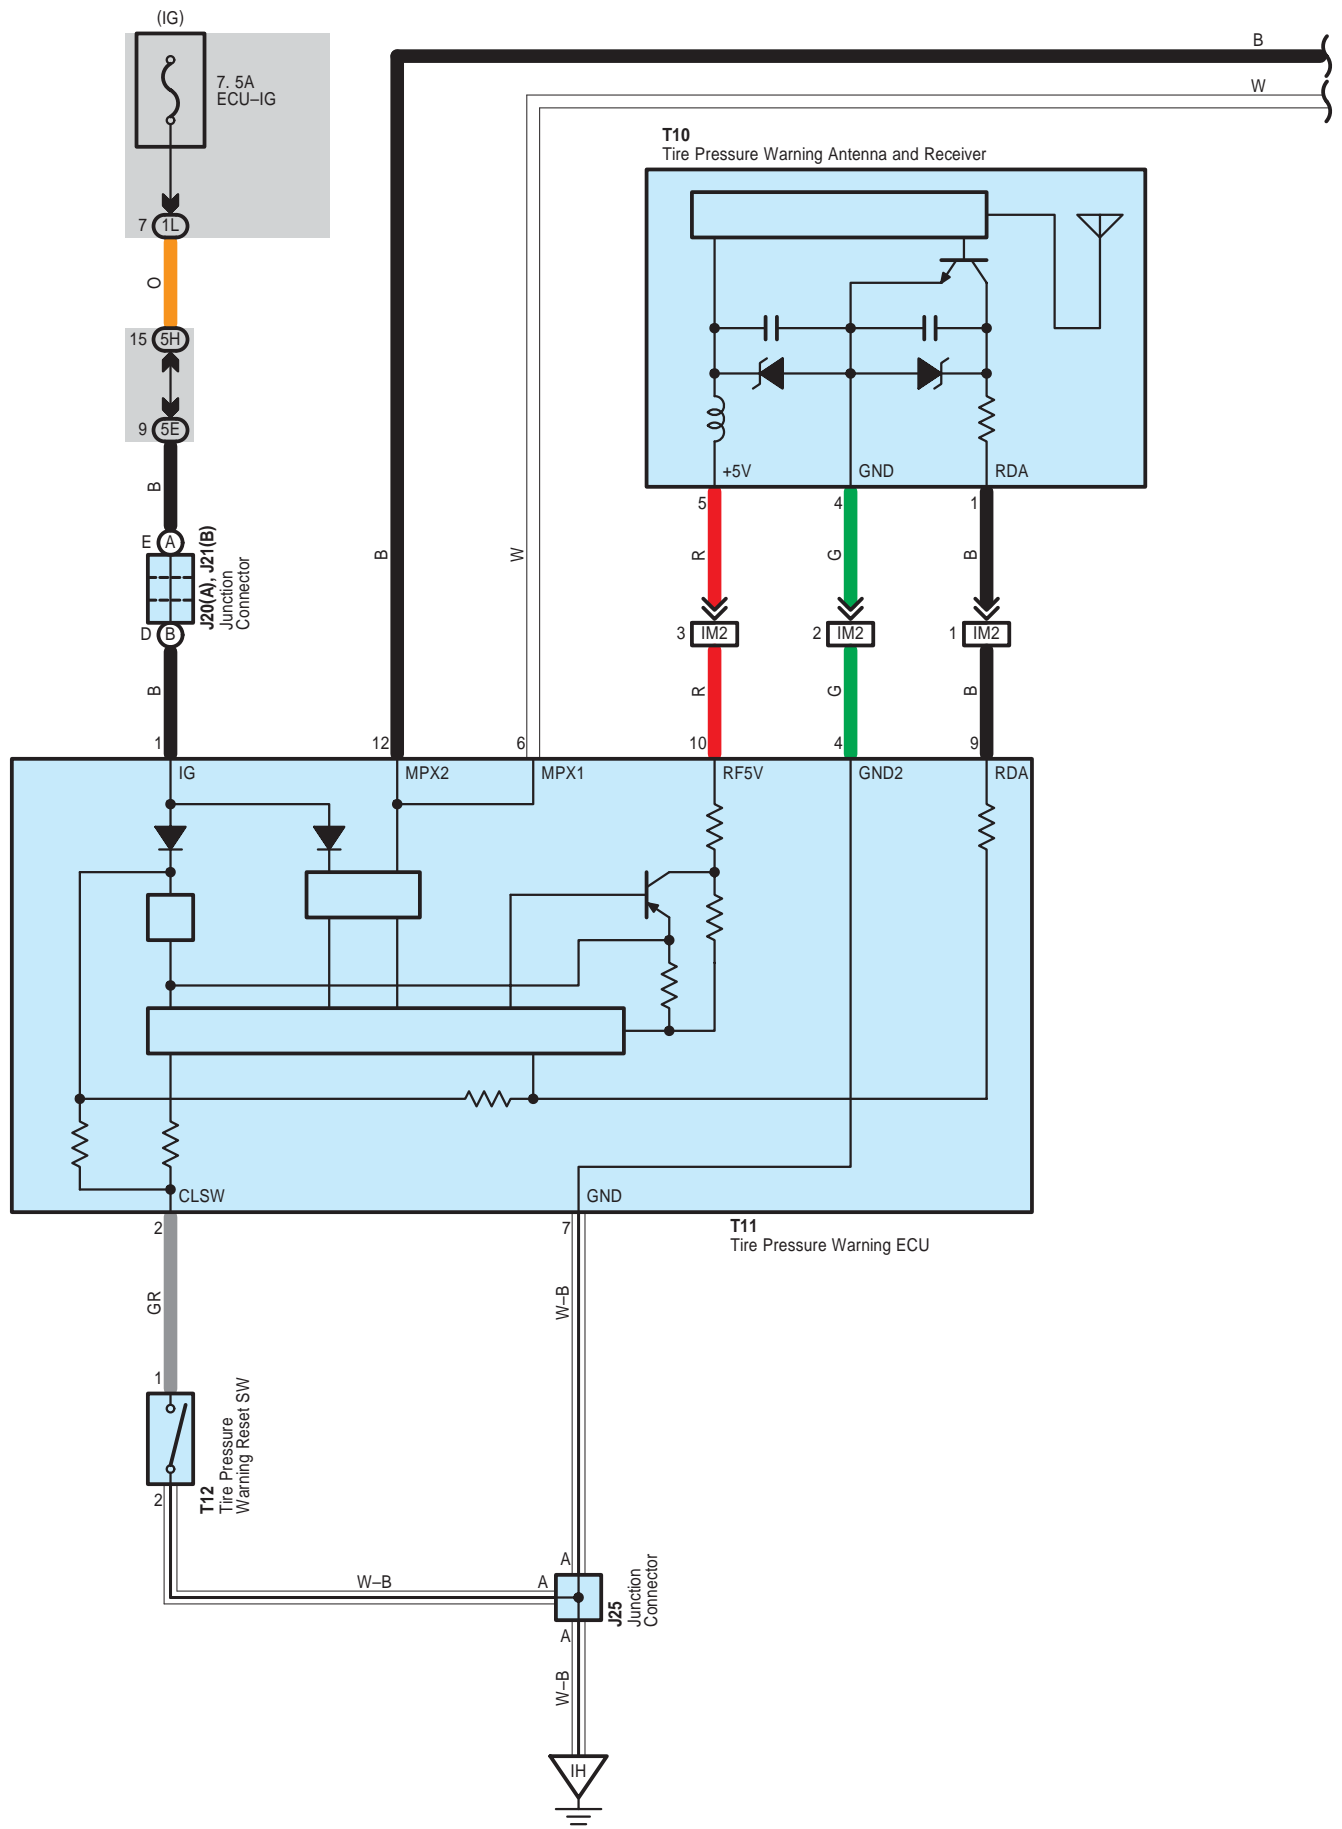 (IG)
7. 5A
ECU–IG
7 1L
O
15 5H
9 5E
B
E A
J20(A), J21(B)
Junction
Connector
D B
B
B
W
B
W
T10
Tire Pressure Warning Antenna and Receiver
+5V GND RDA
5 4 1
R G B
3 IM2 2 IM2 1 IM2
R G B
1 12 6 10 4 9
IG MPX2 MPX1 RF5V GND2 RDA
CLSW GND
2 7
T11
Tire Pressure Warning ECU
GR
W–B
1
T12
Tire Pressure
Warning Reset SW
2
W–B
A
A
J25
Junction
Connector
A
W–B
IH